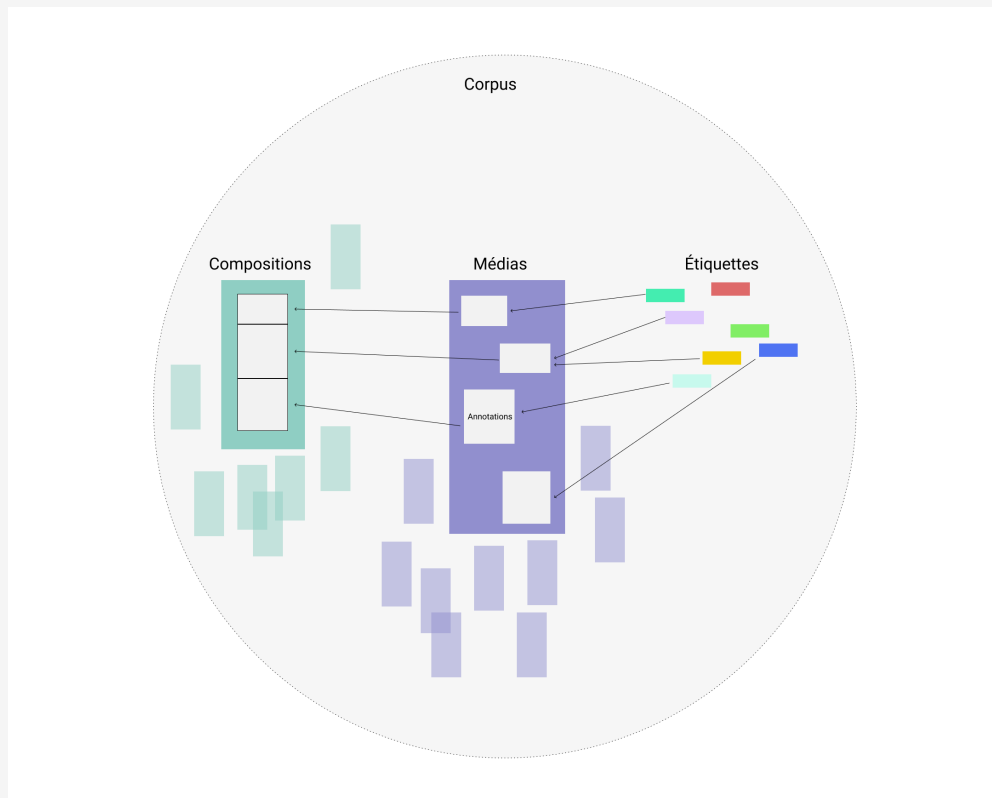 Corpus
Compositions
Médias
Étiquettes
Annotations